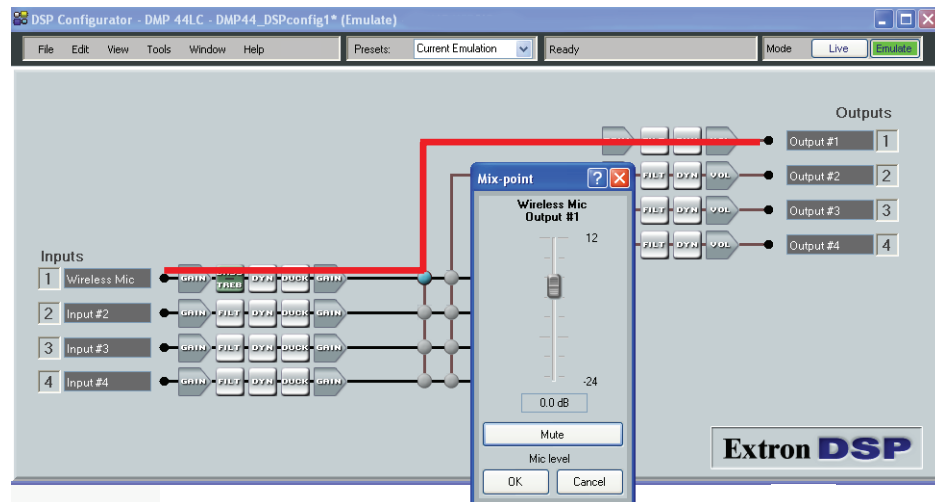 DSP Configurator - DMP 44LC - DMP44_DSPconfig1* (Emulate)
File Edit View Tools Window Help Presets: Current Emulation Ready Mode Live Emulate
Outputs
Output #1 1
FILT DYN VOL Output #2 2
FILT DYN VOL Output #3 3
FILT DYN VOL Output #4 4
Mix-point
Wireless Mic
Output #1
12
-24
0.0 dB
Mute
Mic level
OK Cancel
Inputs
1 Wireless Mic GAIN TREB DYN DUCK GAIN
2 Input #2 GAIN FILT DYN DUCK GAIN
3 Input #3 GAIN FILT DYN DUCK GAIN
4 Input #4 GAIN FILT DYN DUCK GAIN
Extron DSP